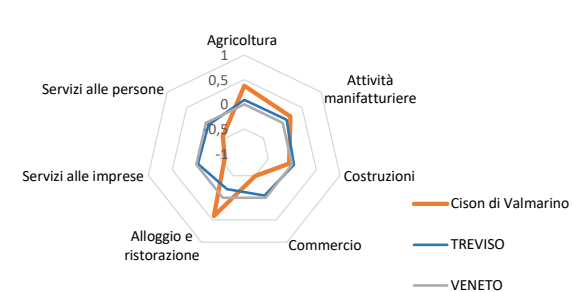 Agricoltura
1
0,5
0
-0,5
-1
Attività
manifatturiere
Costruzioni
Commercio
Alloggio e
ristorazione
Servizi alle imprese
Servizi alle persone
Cison di Valmarino
TREVISO
VENETO